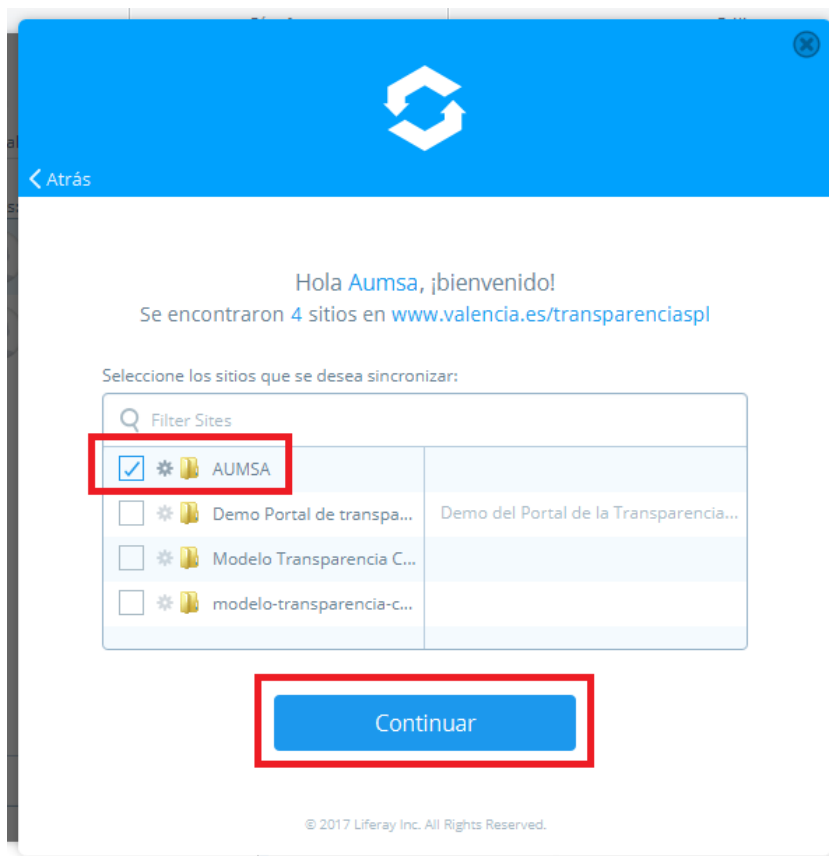 Atrás
Hola Aumsa, ¡bienvenido!
Se encontraron 4 sitios en www.valencia.es/transparenciaspl
Seleccione los sitios que se desea sincronizar:
Filter Sites
AUMSA
Demo Portal de transpa... Demo del Portal de la Transparencia...
Modelo Transparencia C...
modelo-transparencia-c...
Continuar
© 2017 Liferay Inc. All Rights Reserved.